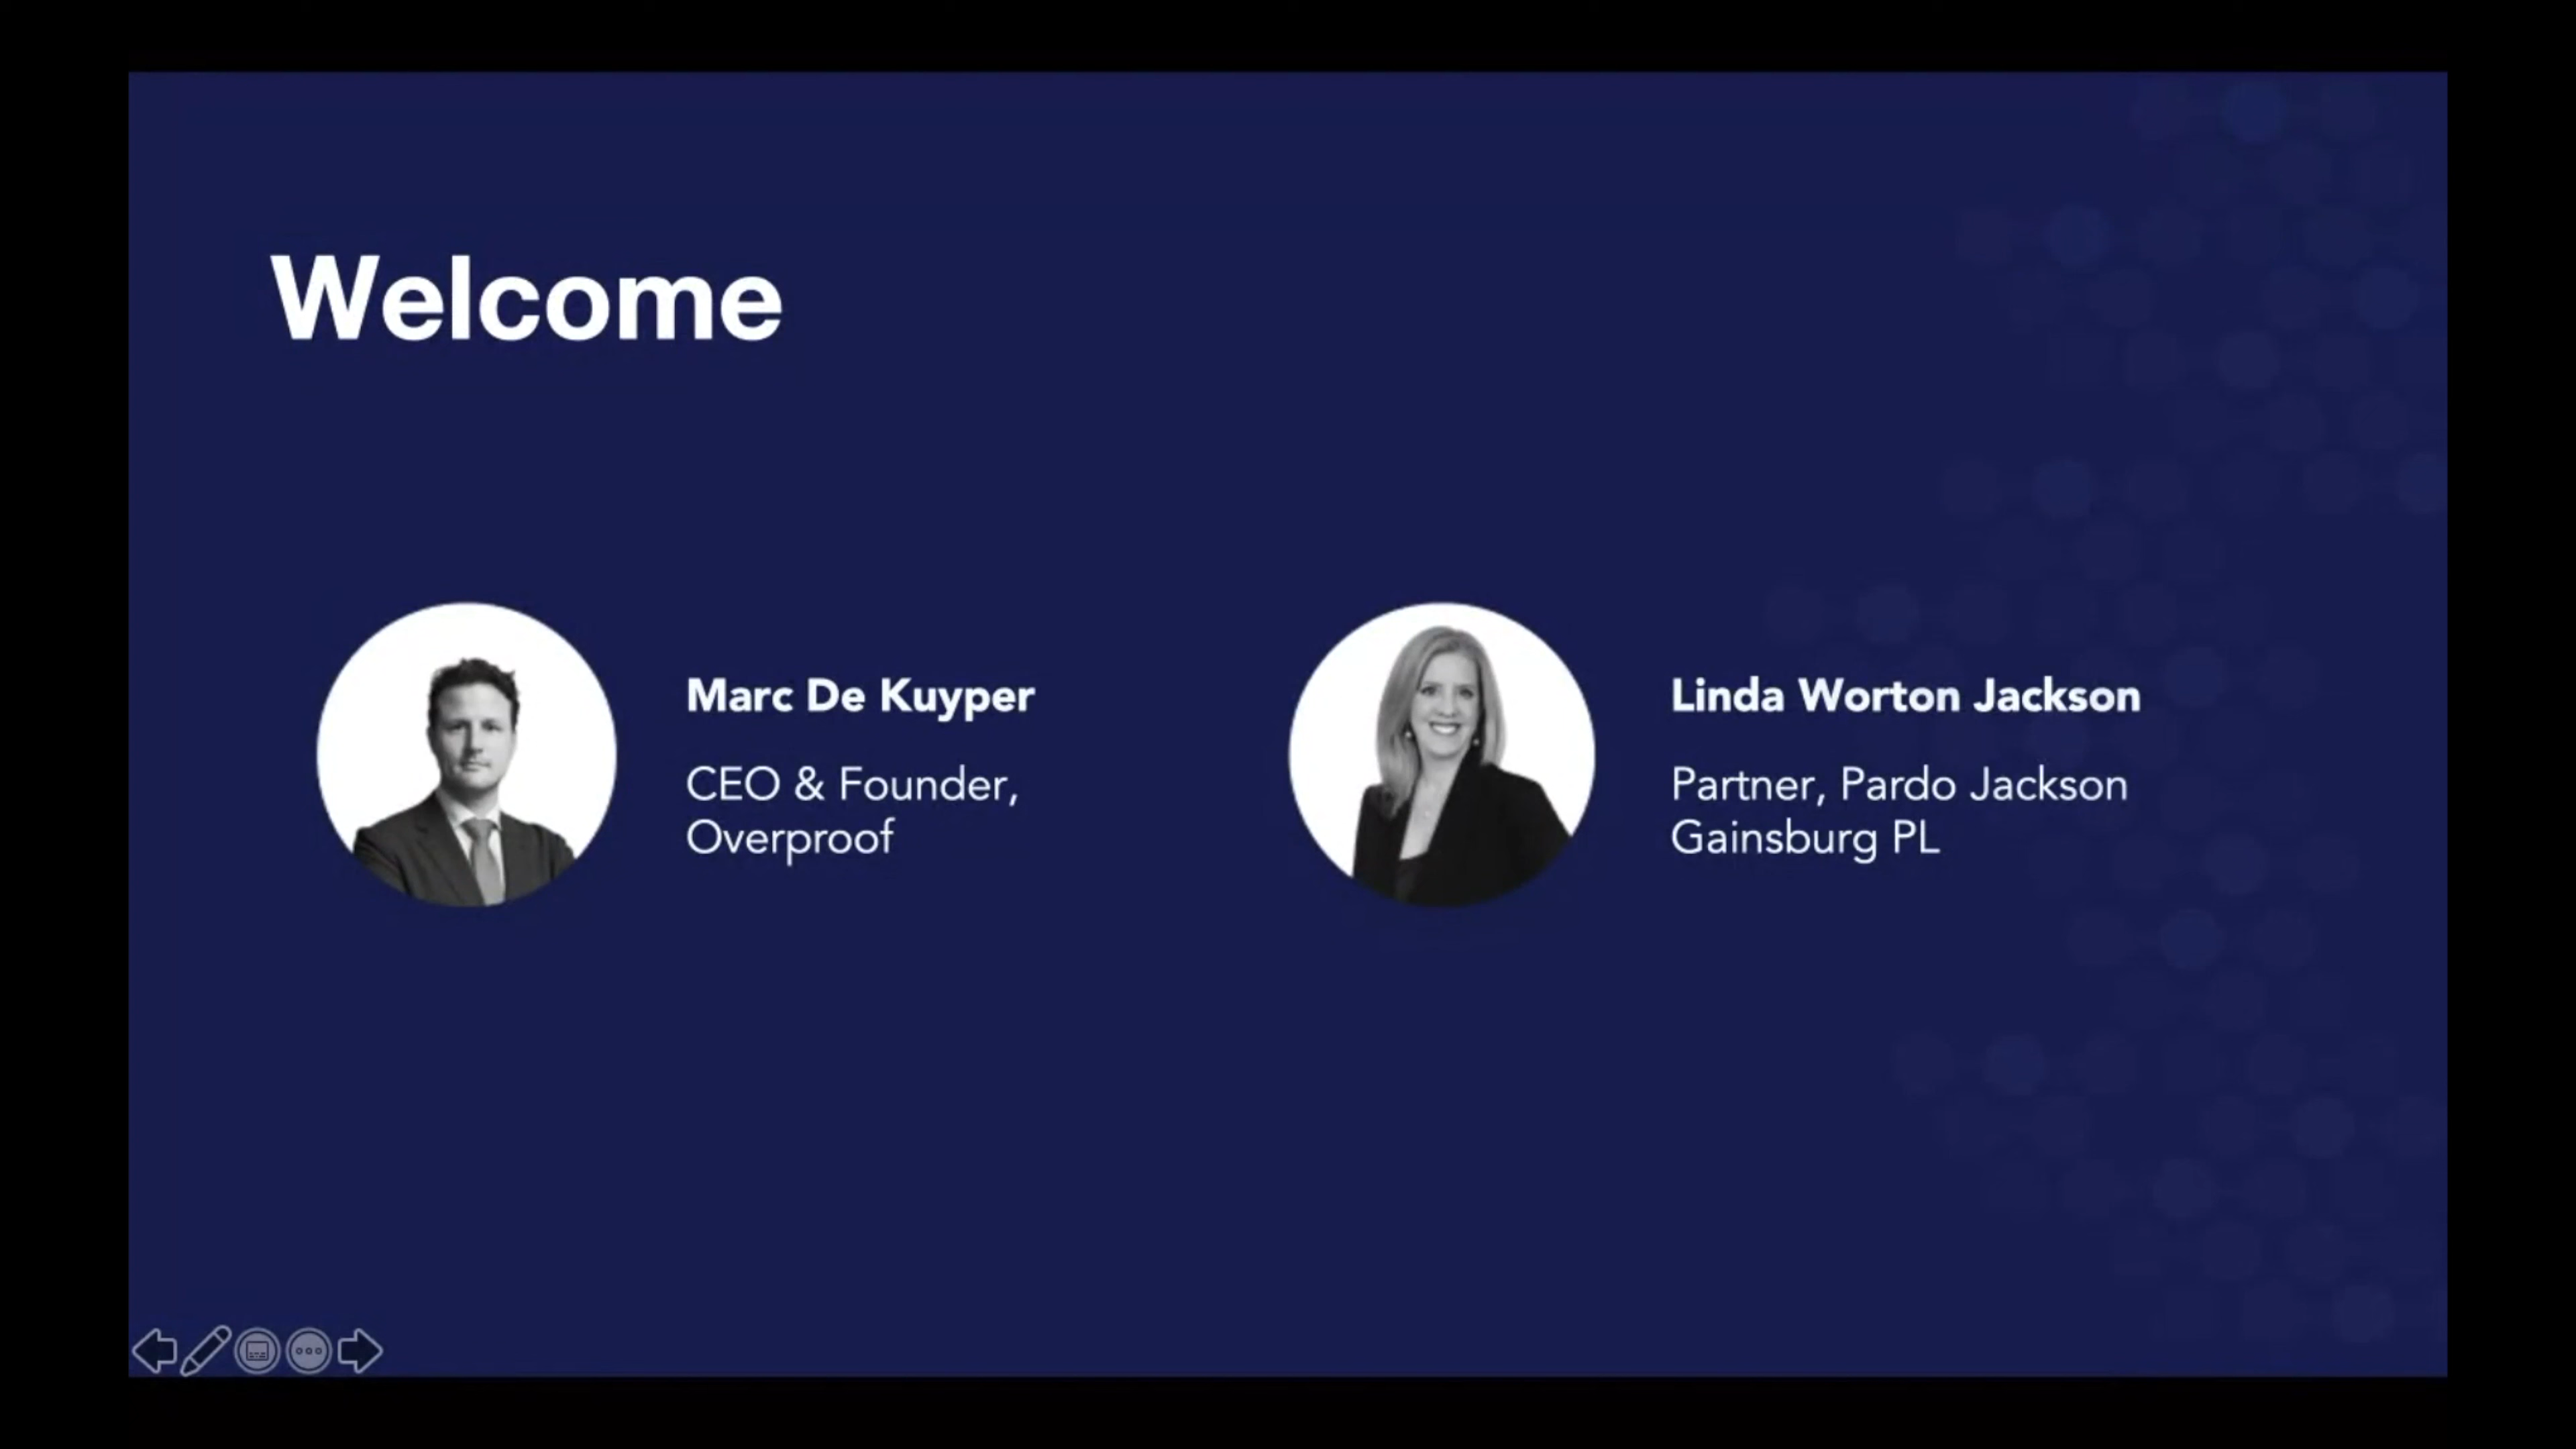 Welcome
Marc De Kuyper
CEO & Founder,
Overproof
Linda Worton Jackson
Partner, Pardo Jackson
Gainsburg PL